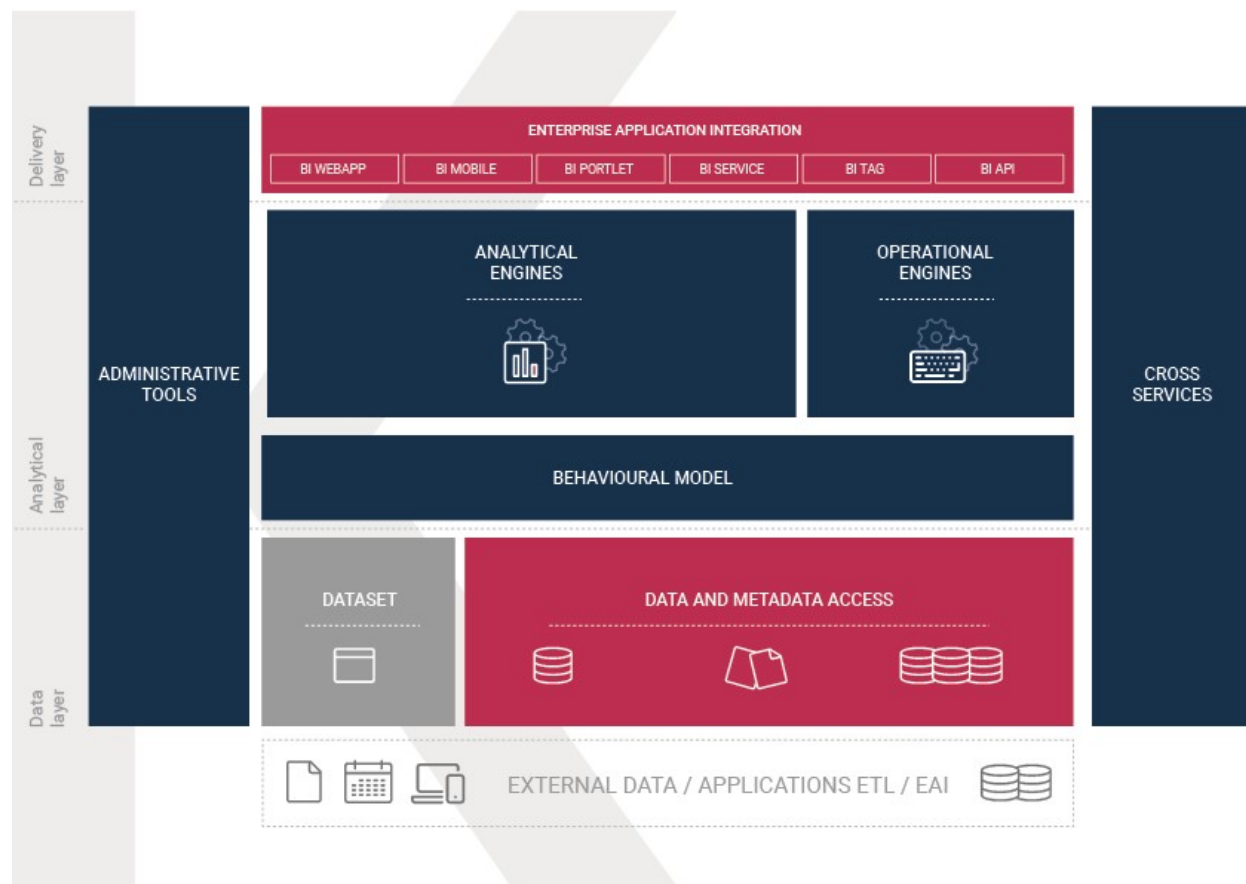 Delivery
layer
ENTERPRISE APPLICATION INTEGRATION
BI WEBAPP
BI MOBILE
BI PORTLET
BI SERVICE
BI TAG
BI API
ADMINISTRATIVE
TOOLS
ANALYTICAL
ENGINES
OPERATIONAL
ENGINES
CROSS
SERVICES
Analytical
layer
BEHAVIOURAL MODEL
Data
layer
DATASET
DATA AND METADATA ACCESS
EXTERNAL DATA / APPLICATIONS ETL / EAI